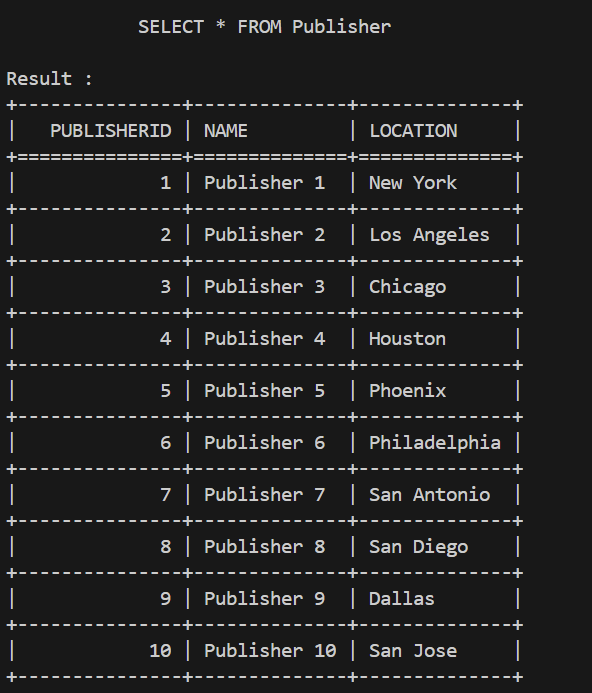 SELECT * FROM Publisher
Result :
+---------------+--------------+--------------+
|   PUBLISHERID | NAME         | LOCATION     |
+===============+==============+==============+
|             1 | Publisher 1  | New York     |
+---------------+--------------+--------------+
|             2 | Publisher 2  | Los Angeles  |
+---------------+--------------+--------------+
|             3 | Publisher 3  | Chicago      |
+---------------+--------------+--------------+
|             4 | Publisher 4  | Houston      |
+---------------+--------------+--------------+
|             5 | Publisher 5  | Phoenix      |
+---------------+--------------+--------------+
|             6 | Publisher 6  | Philadelphia |
+---------------+--------------+--------------+
|             7 | Publisher 7  | San Antonio  |
+---------------+--------------+--------------+
|             8 | Publisher 8  | San Diego    |
+---------------+--------------+--------------+
|             9 | Publisher 9  | Dallas       |
+---------------+--------------+--------------+
|            10 | Publisher 10 | San Jose     |
+---------------+--------------+--------------+